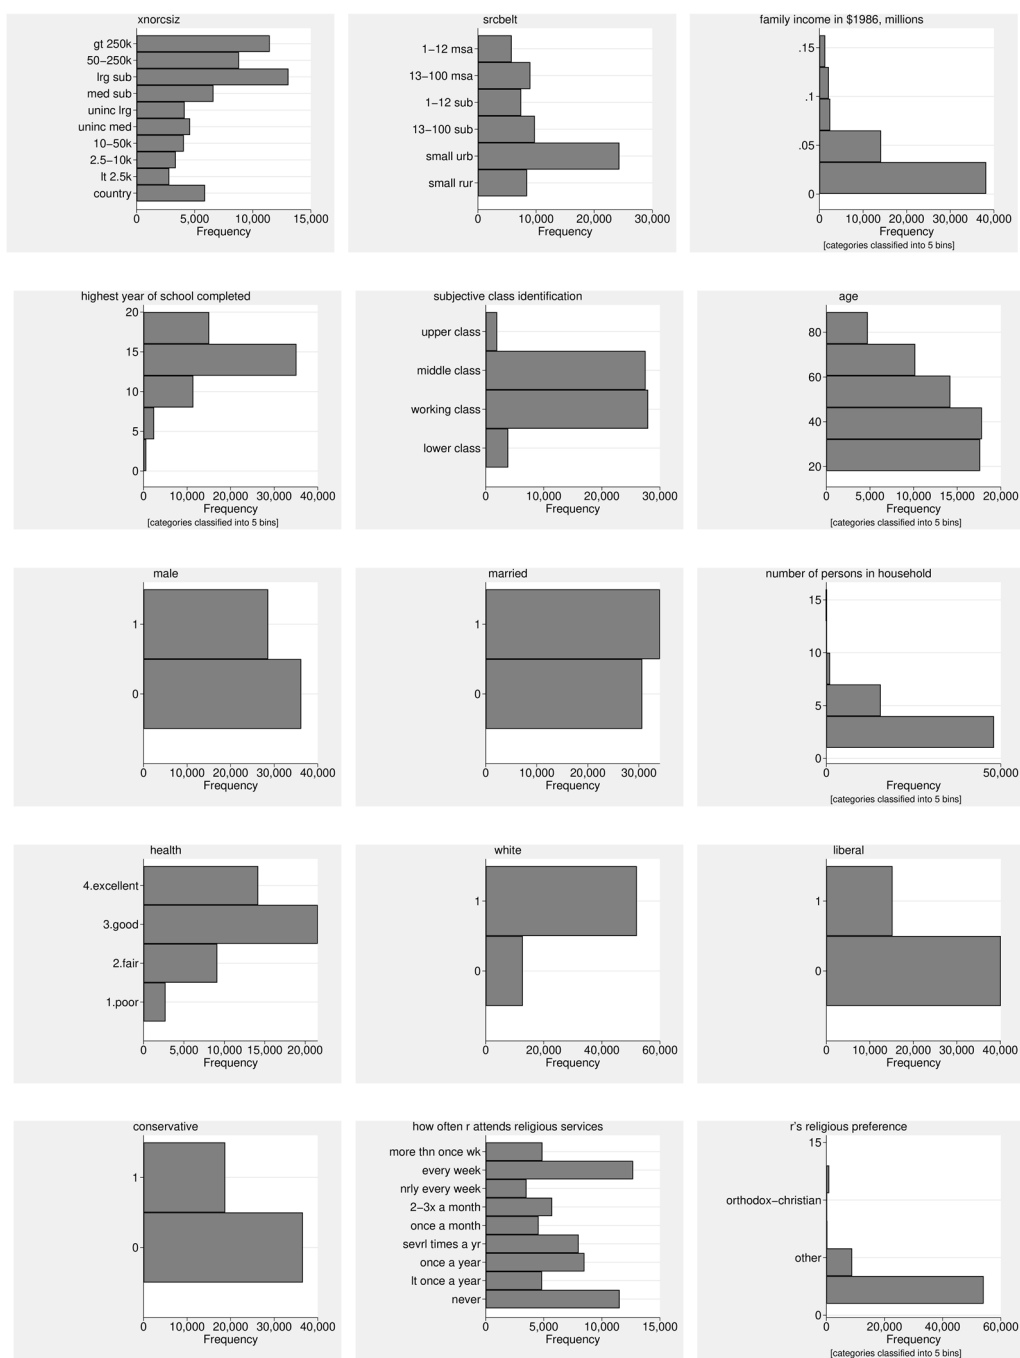 xnorcsiz
gt 250k
50−250k
lrg sub
med sub
uninc lrg
uninc med
10−50k
2.5−10k
lt 2.5k
country
0 5,000 10,000 15,000
Frequency
srcbelt
1−12 msa
13−100 msa
1−12 sub
13−100 sub
small urb
small rur
0 10,000 20,000 30,000
Frequency
family income in $1986, millions
.15
.1
.05
0
0 10,000 20,000 30,000 40,000
Frequency
[categories classified into 5 bins]
highest year of school completed
20
15
10
5
0
0 10,000 20,000 30,000 40,000
Frequency
[categories classified into 5 bins]
subjective class identification
upper class
middle class
working class
lower class
0 10,000 20,000 30,000
Frequency
age
80
60
40
20
0 5,000 10,000 15,000 20,000
Frequency
[categories classified into 5 bins]
male
1
0
0 10,000 20,000 30,000 40,000
Frequency
married
1
0
0 10,000 20,000 30,000
Frequency
number of persons in household
15
10
5
0
0 50,000
Frequency
[categories classified into 5 bins]
health
4.excellent
3.good
2.fair
1.poor
0 5,000 10,000 15,000 20,000
Frequency
white
1
0
0 20,000 40,000 60,000
Frequency
liberal
1
0
0 10,000 20,000 30,000 40,000
Frequency
conservative
1
0
0 10,000 20,000 30,000 40,000
Frequency
how often r attends religious services
more thn once wk
every week
nrly every week
2−3x a month
once a month
sevrl times a yr
once a year
lt once a year
never
0 5,000 10,000 15,000
Frequency
r's religious preference
15
orthodox−christian
other
0
0 20,000 40,000 60,000
Frequency
[categories classified into 5 bins]